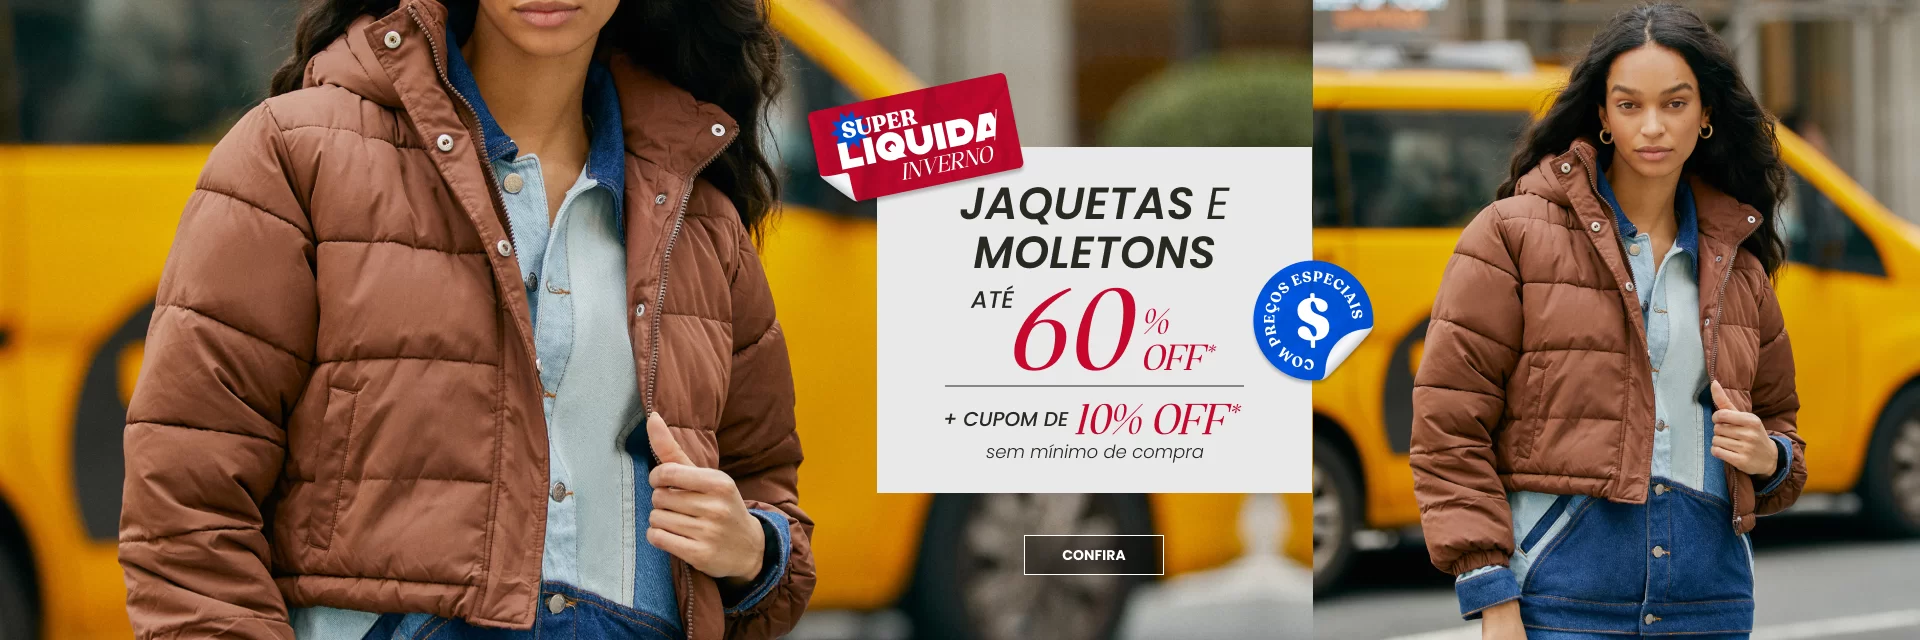 SUPER
LIQUIDA
INVERNO
JAQUETAS E
MOLETONS
ATÉ
60%
OFF*
+ CUPOM DE 10% OFF*
sem mínimo de compra
COM PREÇOS ESPECIAIS
$
CONFIRA